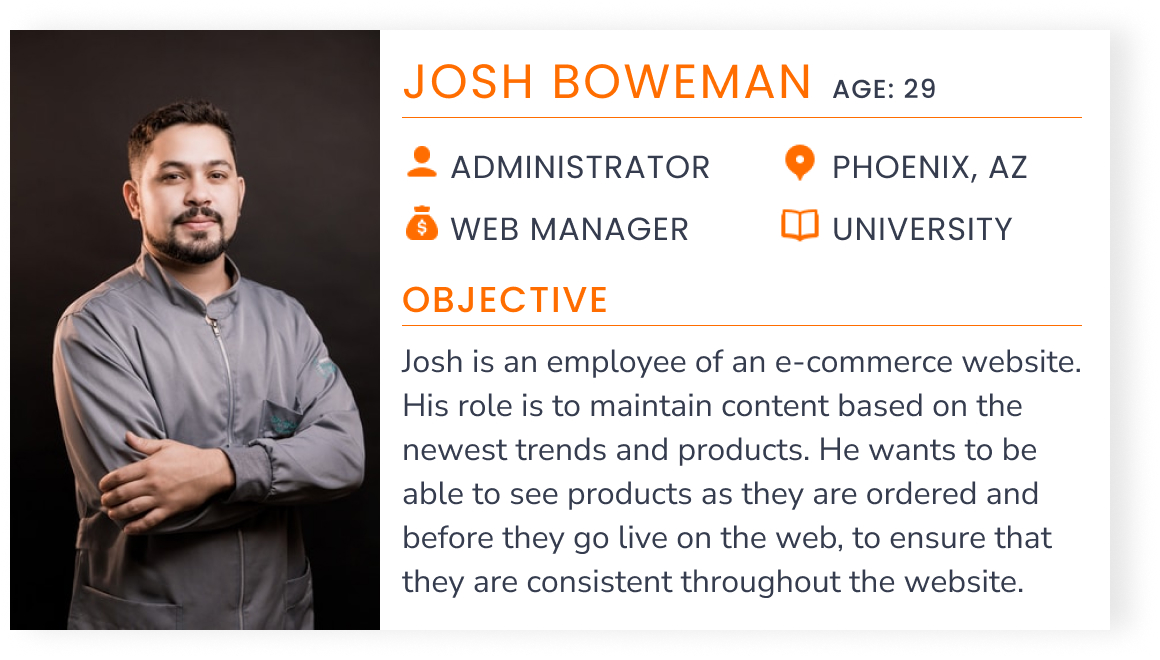 JOSH BOWEMAN AGE: 29
ADMINISTRATOR PHOENIX, AZ
$ WEB MANAGER UNIVERSITY
OBJECTIVE
Josh is an employee of an e-commerce website.
His role is to maintain content based on the
newest trends and products. He wants to be
able to see products as they are ordered and
before they go live on the web, to ensure that
they are consistent throughout the website.